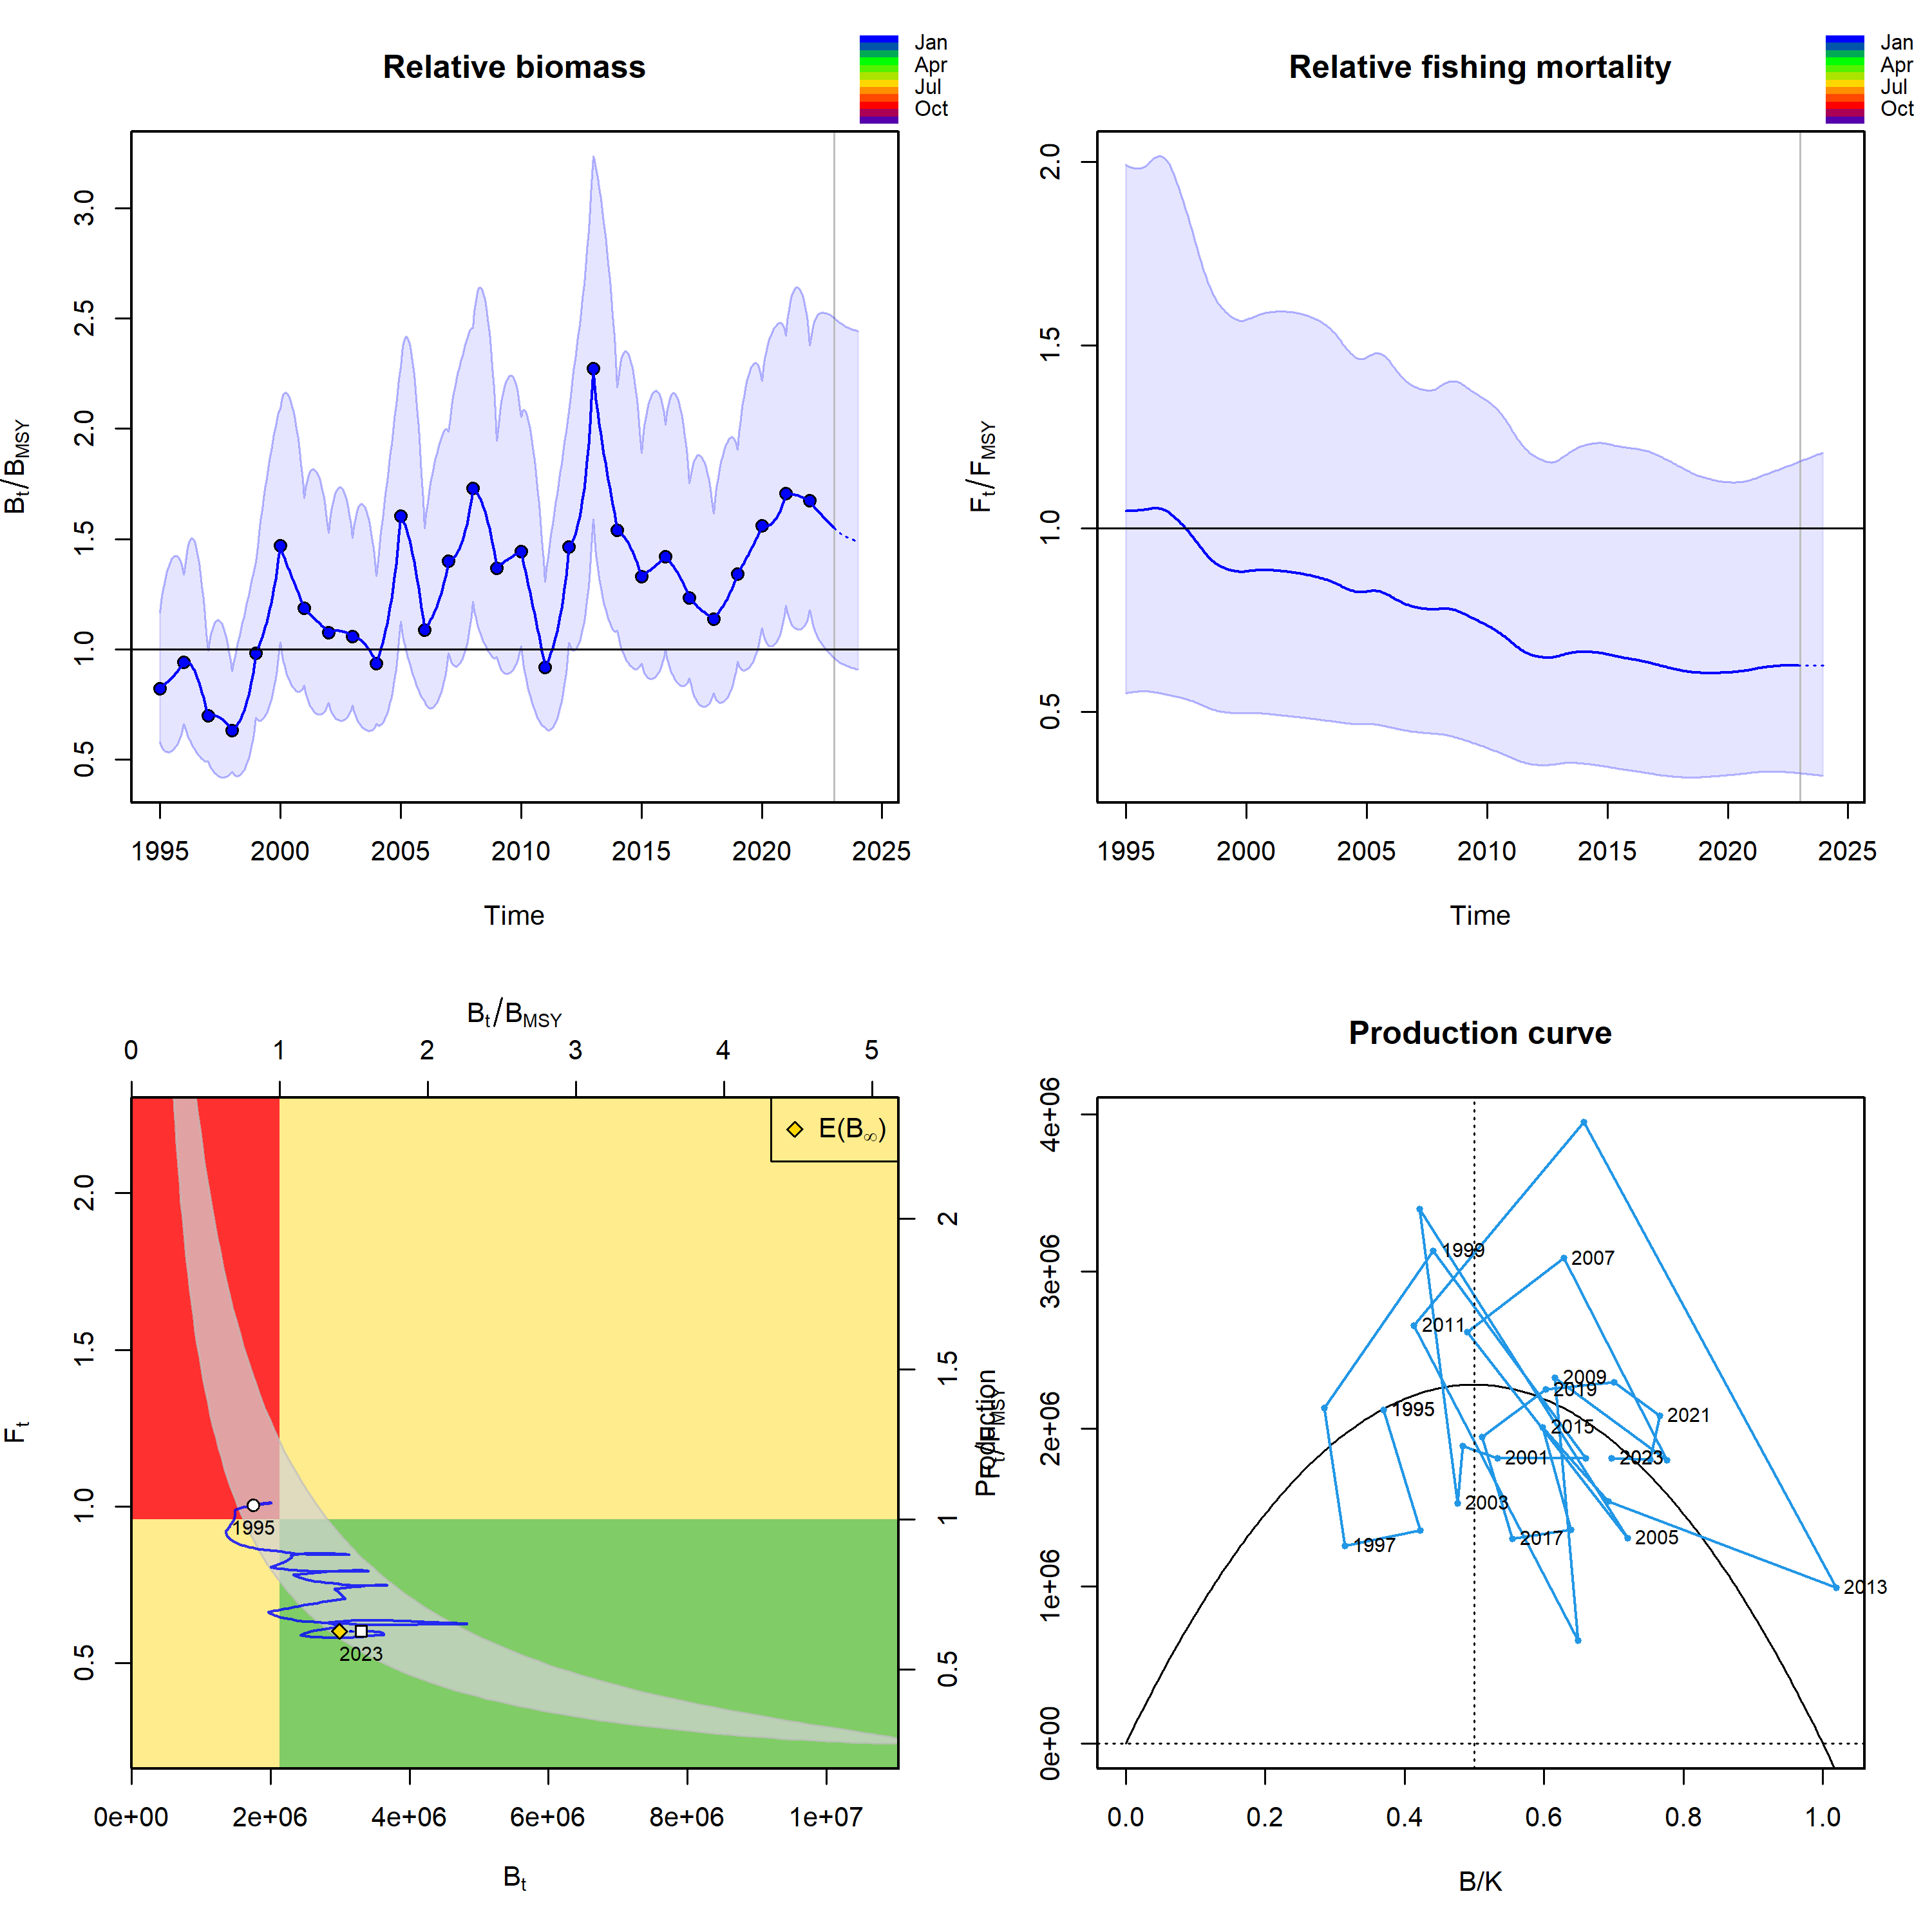 Relative biomass
Jan
Apr
Jul
Oct
3.0
2.5
2.0
1.5
1.0
0.5
Bt/BMSY
1995 2000 2005 2010 2015 2020 2025
Time
Relative fishing mortality
Jan
Apr
Jul
Oct
2.0
1.5
1.0
0.5
Ft/FMSY
1995 2000 2005 2010 2015 2020 2025
Time
Bt/BMSY
0 1 2 3 4 5
E(B∞)
2.0
1.5
1.0
0.5
Ft
2
1.5
1
0.5
Ft/FMSY
1995
2023
0e+00 2e+06 4e+06 6e+06 8e+06 1e+07
Bt
Production curve
4e+06
3e+06
2e+06
1e+06
0e+00
Production
1999
2007
2011
2009
2019
1995
2021
2015
2001
2023
2003
2005
2017
1997
2013
0.0 0.2 0.4 0.6 0.8 1.0
B/K